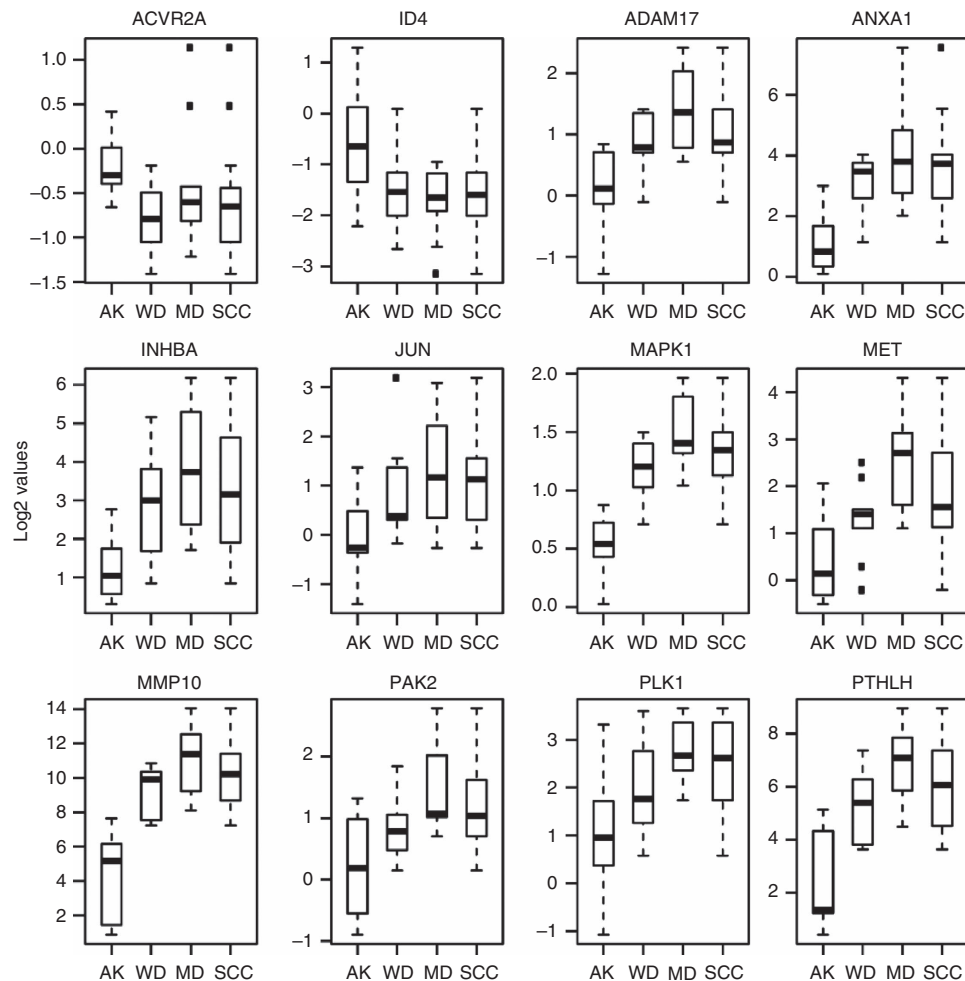 ACVR2A ID4 ADAM17 ANXA1
1.0 0.5 0.0 –0.5 –1.0 –1.5
1 0 –1 –2 –3
2 1 0 –1
6 4 2 0
AK WD MD SCC AK WD MD SCC AK WD MD SCC AK WD MD SCC
INHBA JUN MAPK1 MET
Log2 values
6 5 4 3 2 1
3 2 1 0 –1
2.0 1.5 1.0 0.5 0.0
4 3 2 1 0
AK WD MD SCC AK WD MD SCC AK WD MD SCC AK WD MD SCC
MMP10 PAK2 PLK1 PTHLH
14 12 10 8 6 4 2
2 1 0 –1
3 2 1 0 –1
8 6 4 2
AK WD MD SCC AK WD MD SCC AK WD MD SCC AK WD MD SCC